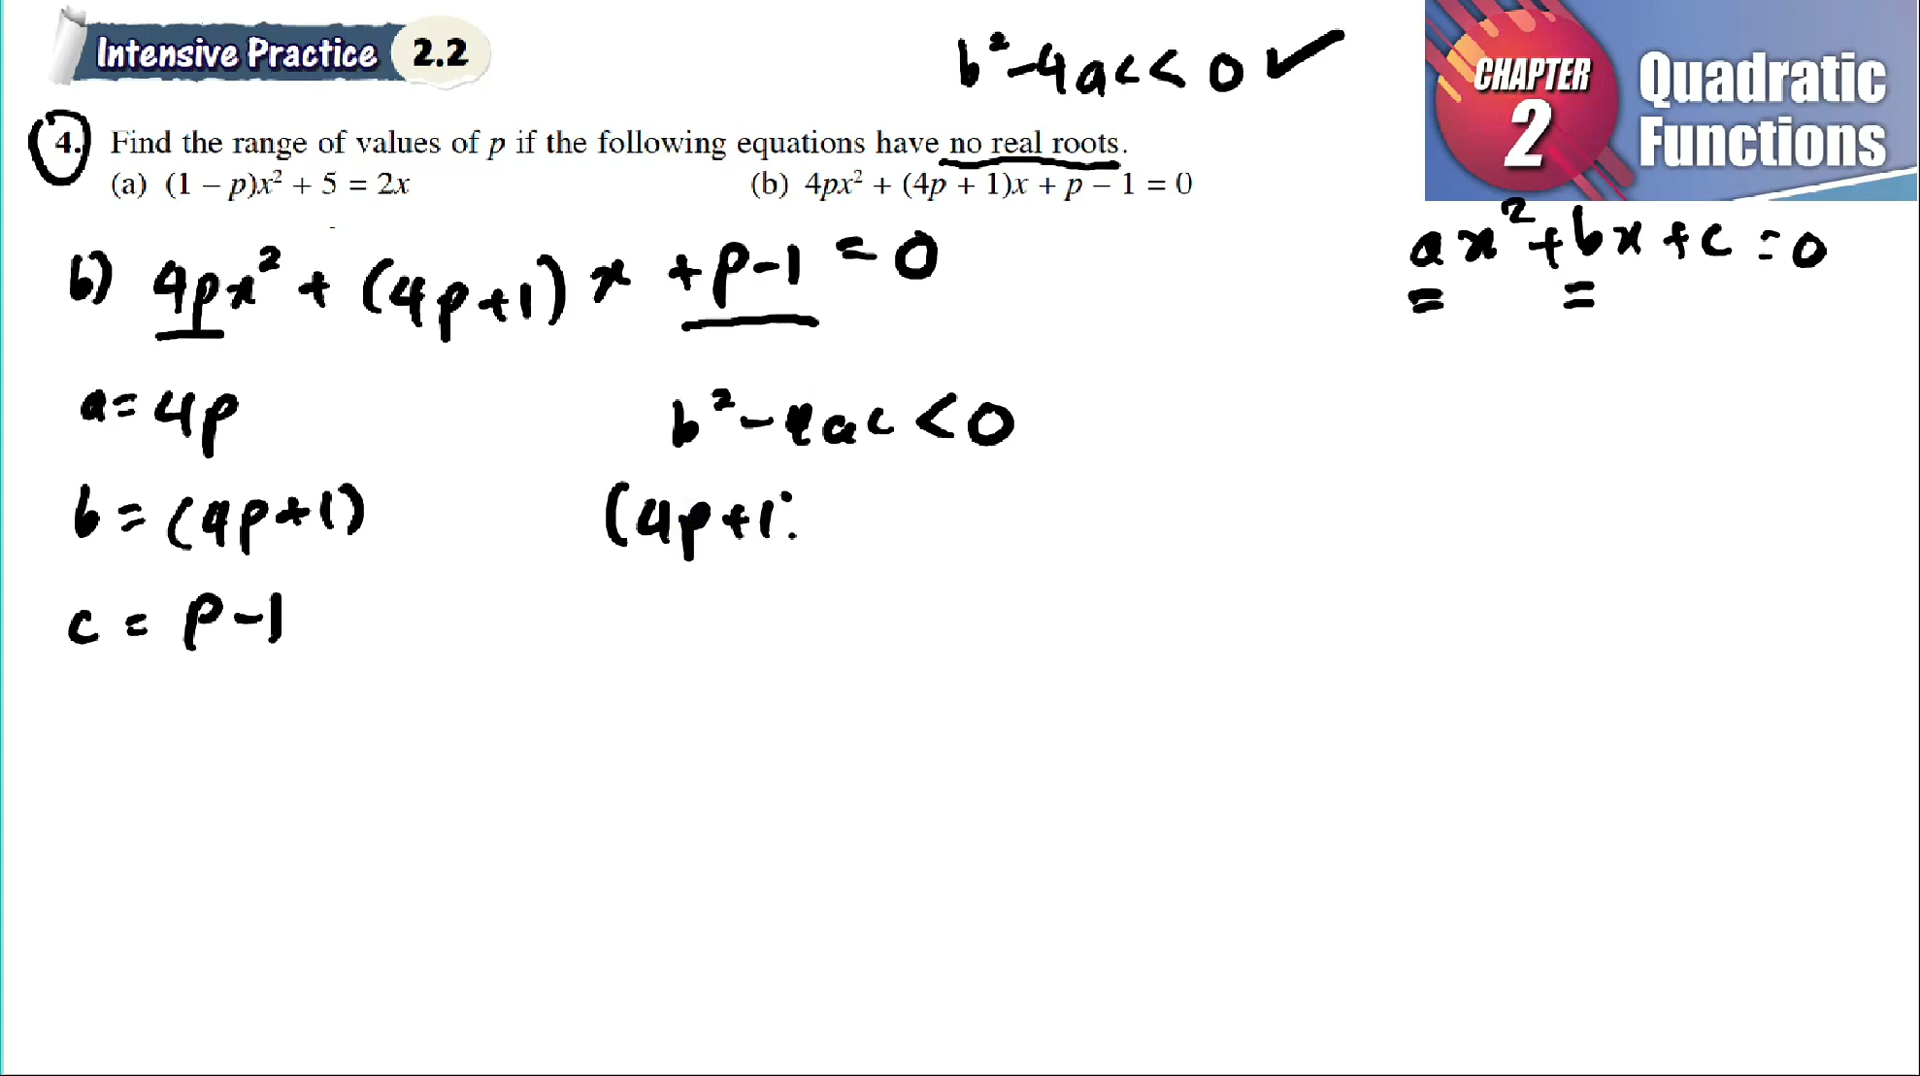 Intensive Practice 2.2
b² - 4ac < 0 ✓
CHAPTER 2
Quadratic Functions
4. Find the range of values of p if the following equations have no real roots.
(a) (1 – p)x² + 5 = 2x (b) 4px² + (4p + 1)x + p – 1 = 0
ax² + bx + c = 0
b) 4px² + (4p+1) x + p-1 = 0
a = 4p
b² - 4ac < 0
b = (4p+1)
(4p+1)
c = p-1